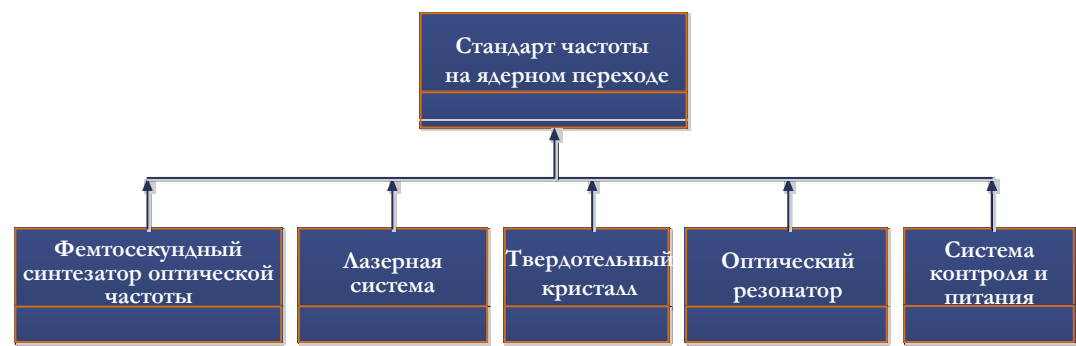 Стандарт частоты
на ядерном переходе
Фемтосекундный
синтезатор оптической
частоты
Лазерная
система
Твердотельный
кристалл
Оптический
резонатор
Система
контроля и
питания